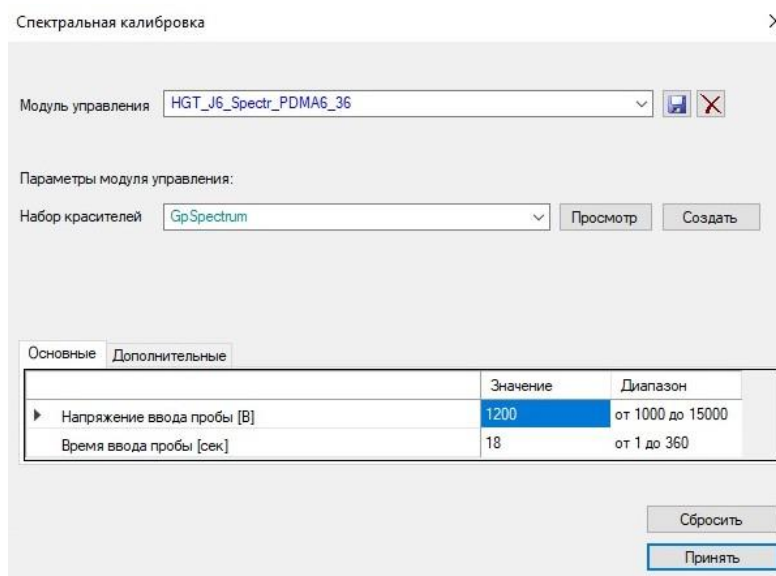 Спектральная калибровка
Модуль управления HGT_J6_Spectr_PDMA6_36
Параметры модуля управления:
Набор красителей GpSpectrum Просмотр Создать
Основные Дополнительные
Значение Диапазон
Напряжение ввода пробы [В] 1200 от 1000 до 15000
Время ввода пробы [сек] 18 от 1 до 360
Сбросить
Принять